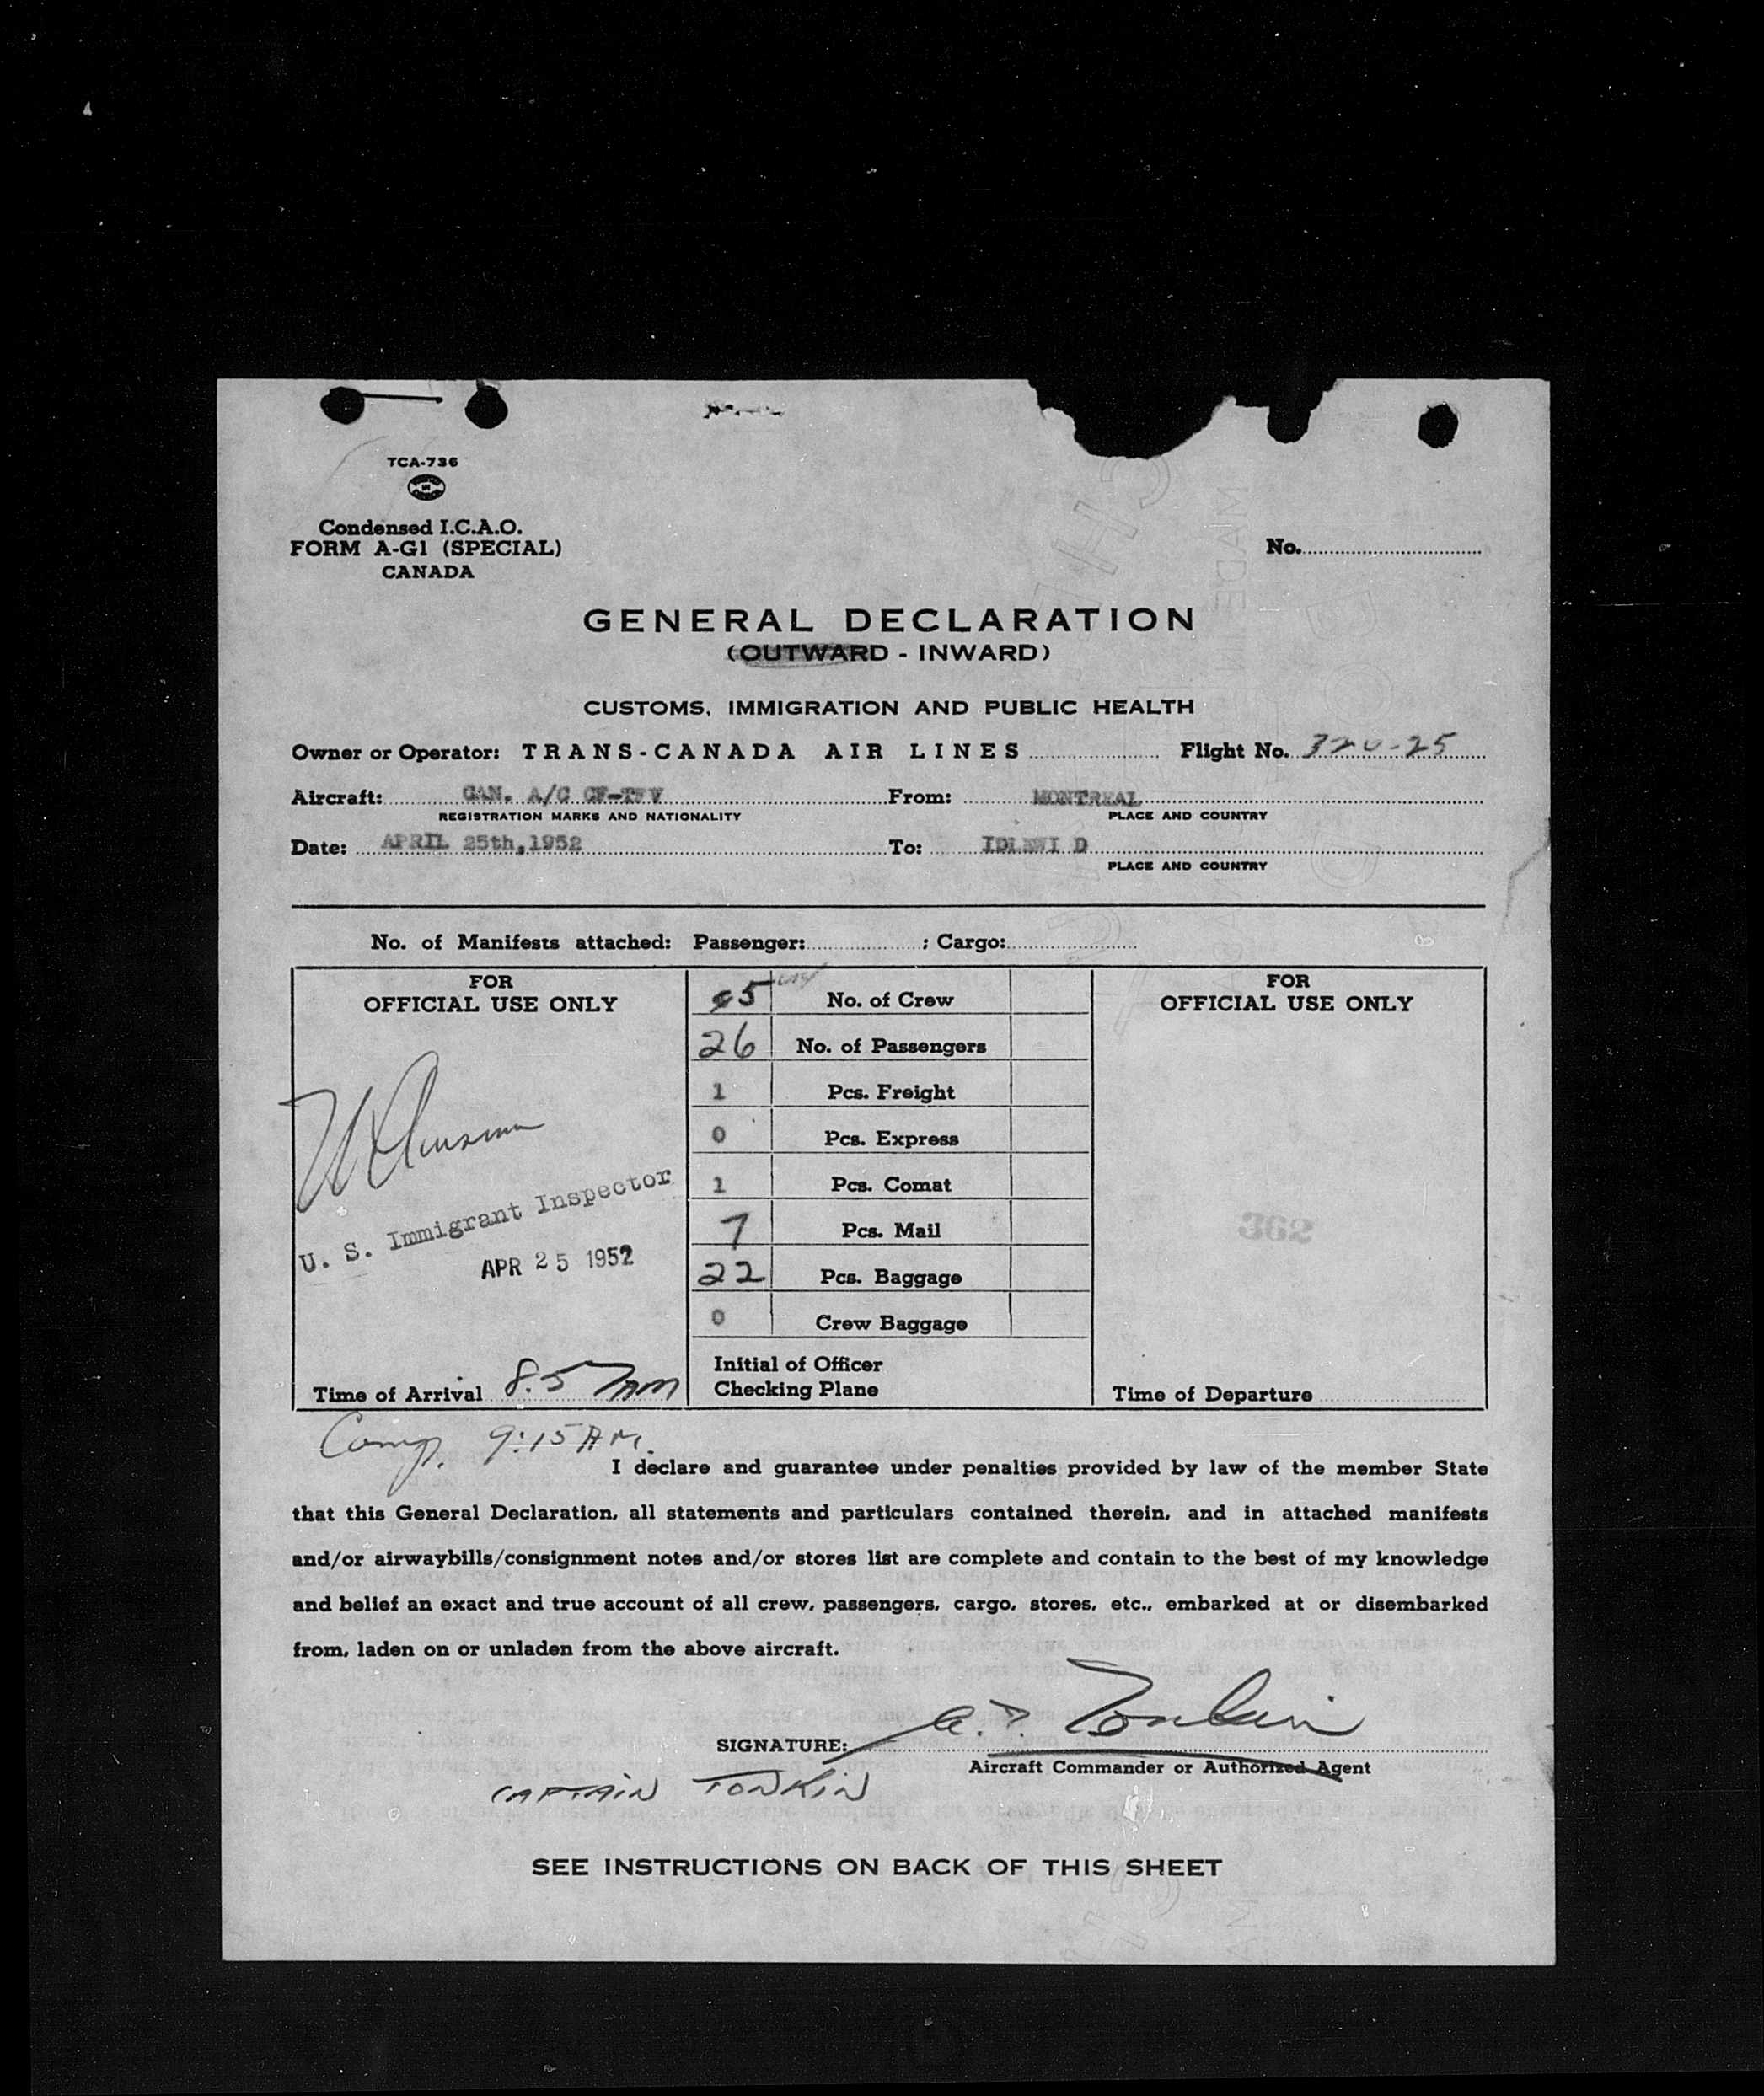 TCA-736
Condensed I.C.A.O.
FORM A-G1 (SPECIAL)
CANADA
No.
GENERAL DECLARATION
(OUTWARD - INWARD)
CUSTOMS, IMMIGRATION AND PUBLIC HEALTH
Owner or Operator: TRANS-CANADA AIR LINES Flight No. 320-25
Aircraft: CAN. A/C CF-TFV From: MONTREAL
REGISTRATION MARKS AND NATIONALITY PLACE AND COUNTRY
Date: APRIL 25th,1952 To: IDLEWI D
PLACE AND COUNTRY
No. of Manifests attached: Passenger: ; Cargo:
FOR
OFFICIAL USE ONLY
U. S. Immigrant Inspector
APR 25 1952
Time of Arrival 8.57AM
5 No. of Crew
26 No. of Passengers
1 Pcs. Freight
0 Pcs. Express
1 Pcs. Comat
7 Pcs. Mail
22 Pcs. Baggage
0 Crew Baggage
Initial of Officer
Checking Plane
FOR
OFFICIAL USE ONLY
362
Time of Departure
Comp. 9:15 AM.
I declare and guarantee under penalties provided by law of the member State
that this General Declaration, all statements and particulars contained therein, and in attached manifests
and/or airwaybills/consignment notes and/or stores list are complete and contain to the best of my knowledge
and belief an exact and true account of all crew, passengers, cargo, stores, etc., embarked at or disembarked
from, laden on or unladen from the above aircraft.
SIGNATURE: Tonkin
Aircraft Commander or Authorized Agent
CAPTAIN TONKIN
SEE INSTRUCTIONS ON BACK OF THIS SHEET